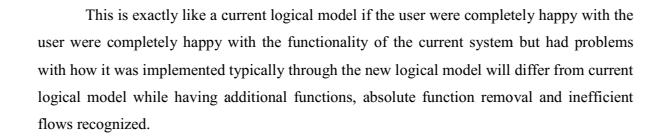 This is exactly like a current logical model if the user were completely happy with the
user were completely happy with the functionality of the current system but had problems
with how it was implemented typically through the new logical model will differ from current
logical model while having additional functions, absolute function removal and inefficient
flows recognized.